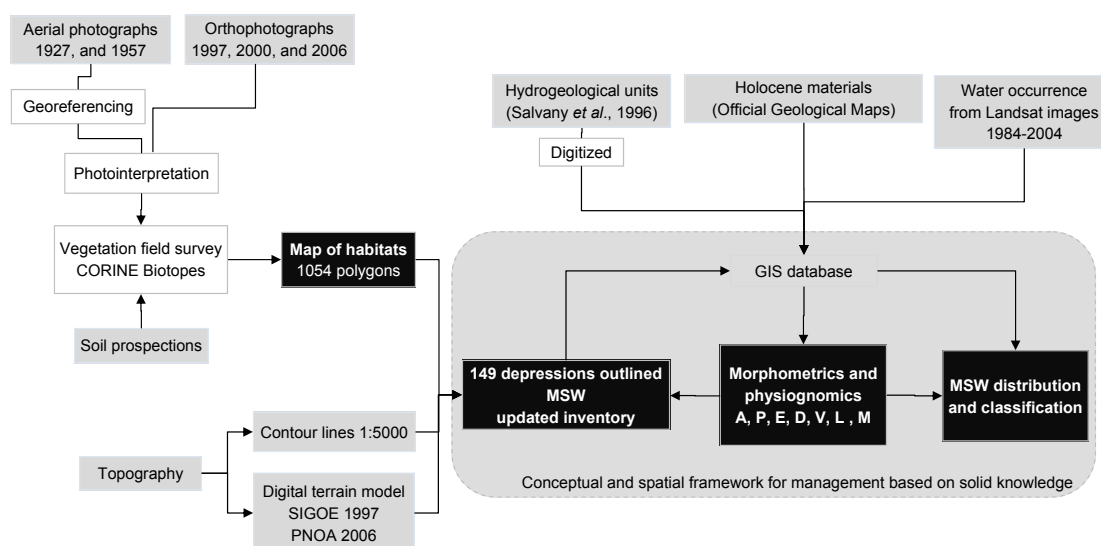 Aerial photographs
1927, and 1957
Orthophotographs
1997, 2000, and 2006
Georeferencing
Photointerpretation
Vegetation field survey
CORINE Biotopes
Soil prospections
Map of habitats
1054 polygons
Topography
Contour lines 1:5000
Digital terrain model
SIGOE 1997
PNOA 2006
Hydrogeological units
(Salvany et al., 1996)
Digitized
Holocene materials
(Official Geological Maps)
Water occurrence
from Landsat images
1984-2004
GIS database
149 depressions outlined
MSW
updated inventory
Morphometrics and
physiognomics
A, P, E, D, V, L , M
MSW distribution
and classification
Conceptual and spatial framework for management based on solid knowledge